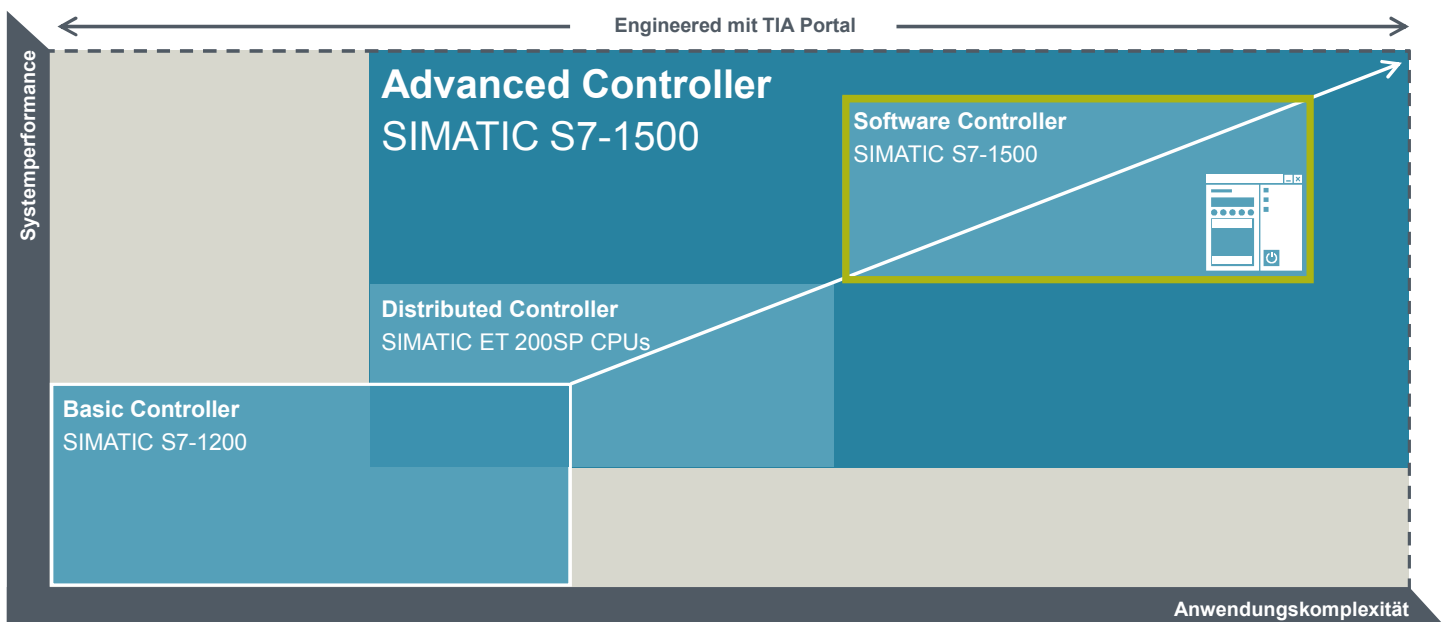 Engineered mit TIA Portal
Systemperformance
Advanced Controller
SIMATIC S7-1500
Software Controller
SIMATIC S7-1500
Distributed Controller
SIMATIC ET 200SP CPUs
Basic Controller
SIMATIC S7-1200
Anwendungskomplexität